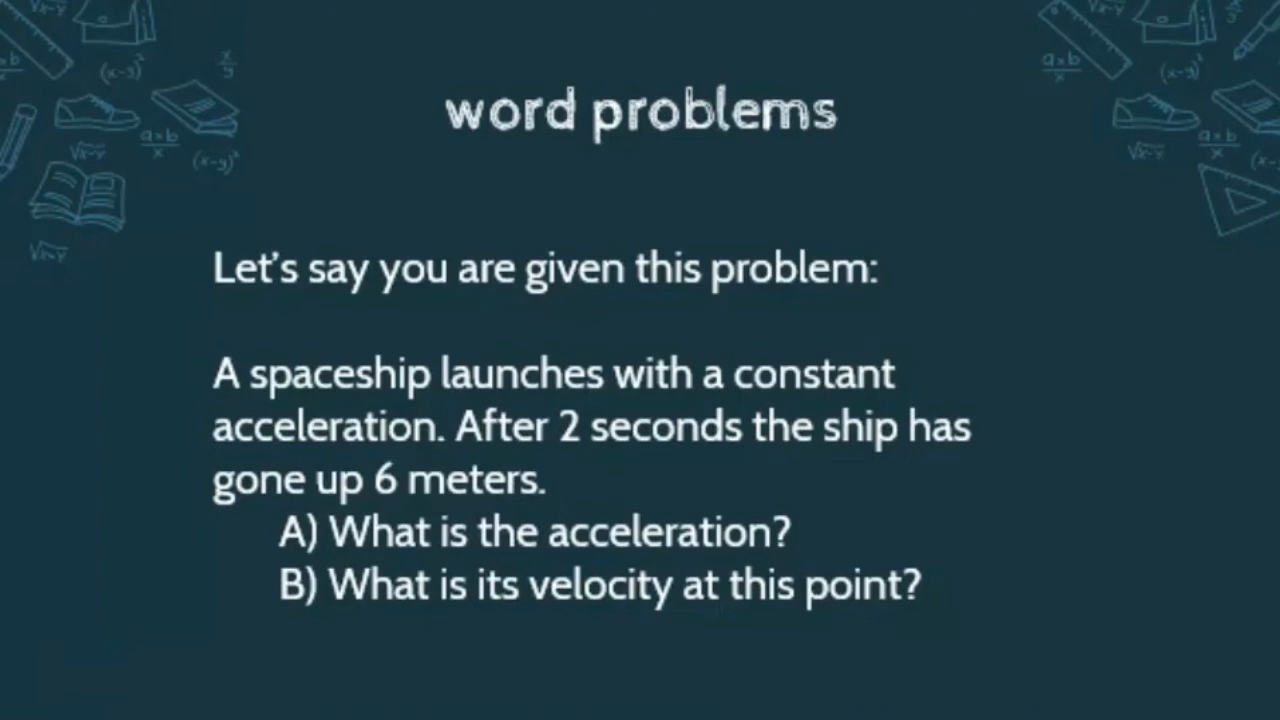 word problems
Let's say you are given this problem:
A spaceship launches with a constant
acceleration. After 2 seconds the ship has
gone up 6 meters.
A) What is the acceleration?
B) What is its velocity at this point?